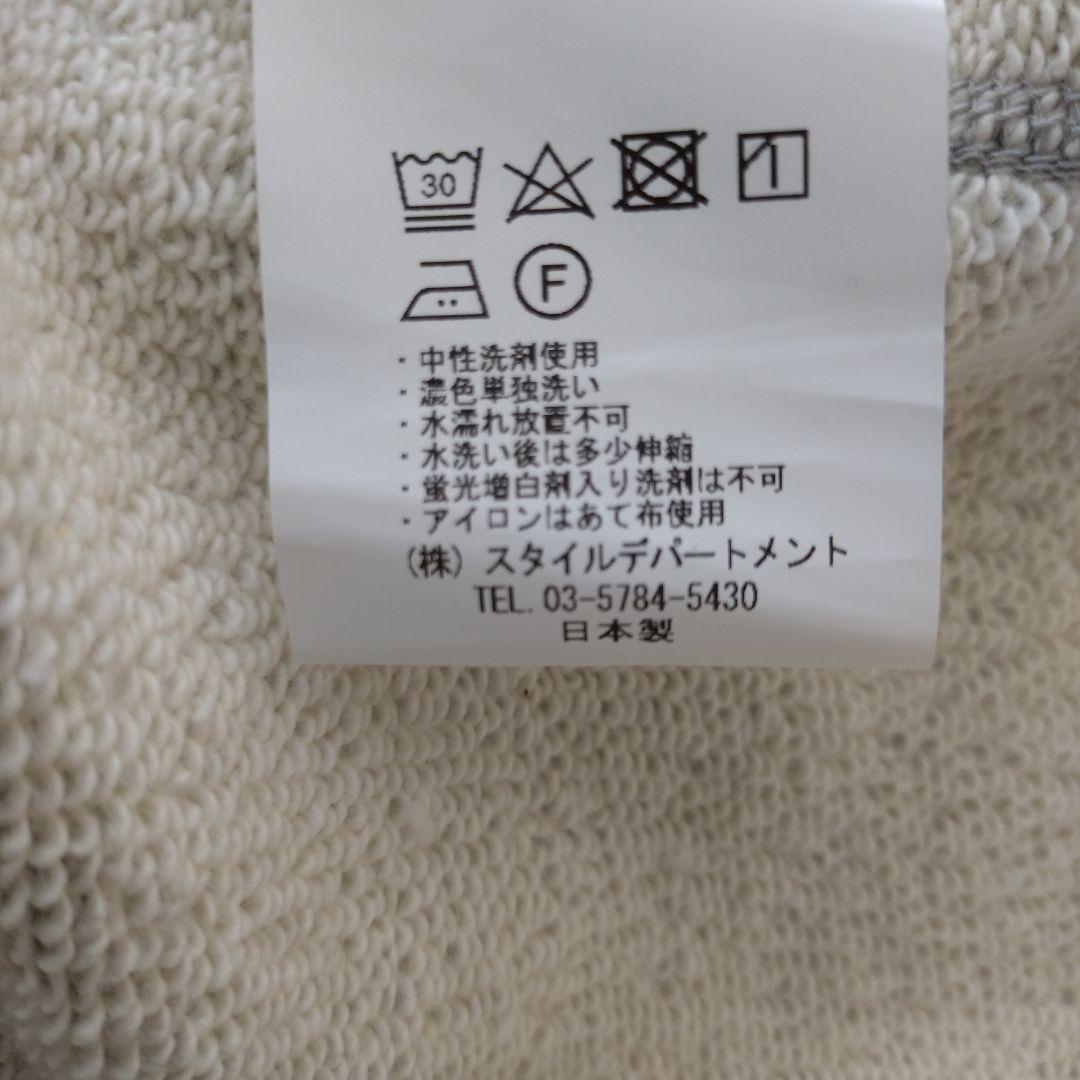 30
F
・中性洗剤使用
・濃色単独洗い
・水濡れ放置不可
・水洗い後は多少伸縮
・蛍光増白剤入り洗剤は不可
・アイロンはあて布使用
(株) スタイルデパートメント
TEL. 03-5784-5430
日本製